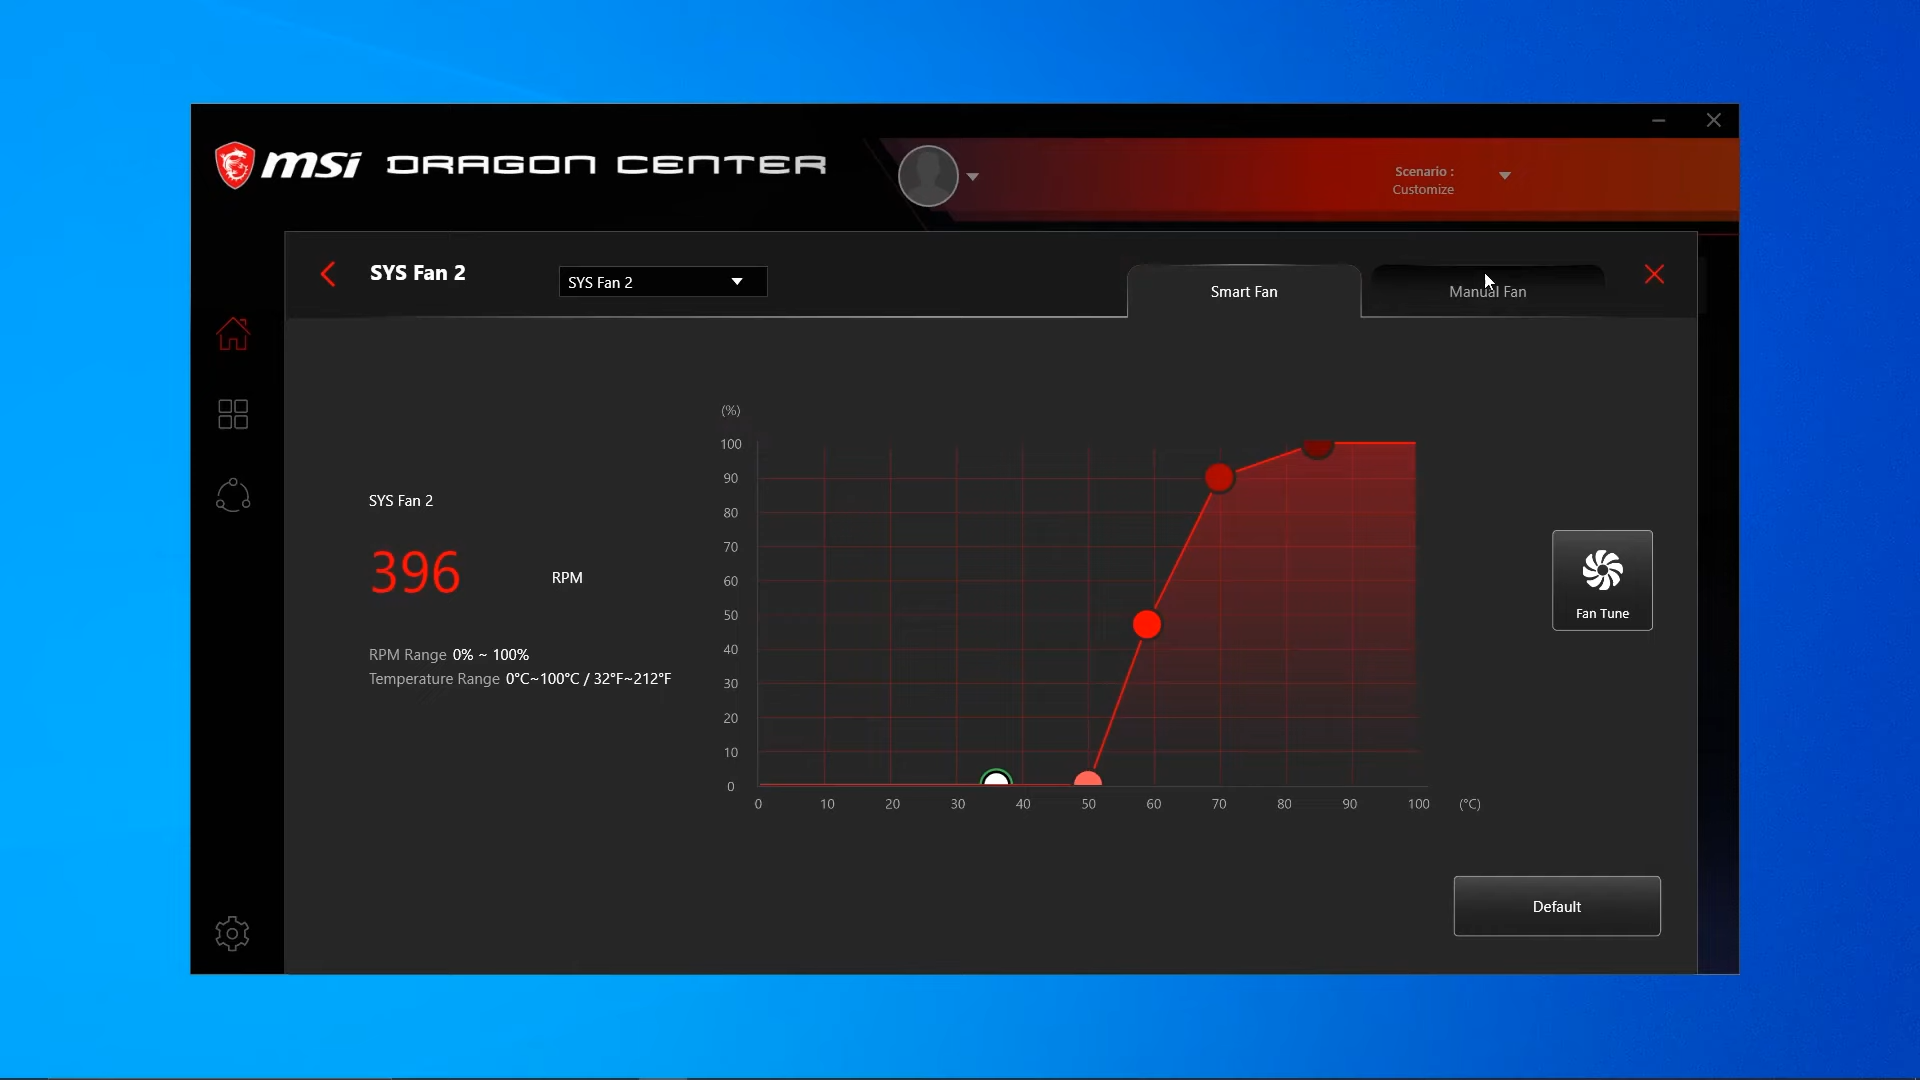 msi DRAGON CENTER
Scenario :
Customize
SYS Fan 2
SYS Fan 2
Smart Fan
Manual Fan
SYS Fan 2
396 RPM
RPM Range 0% ~ 100%
Temperature Range 0°C~100°C / 32°F~212°F
(%)
100
90
80
70
60
50
40
30
20
10
0
0 10 20 30 40 50 60 70 80 90 100 (°C)
Fan Tune
Default